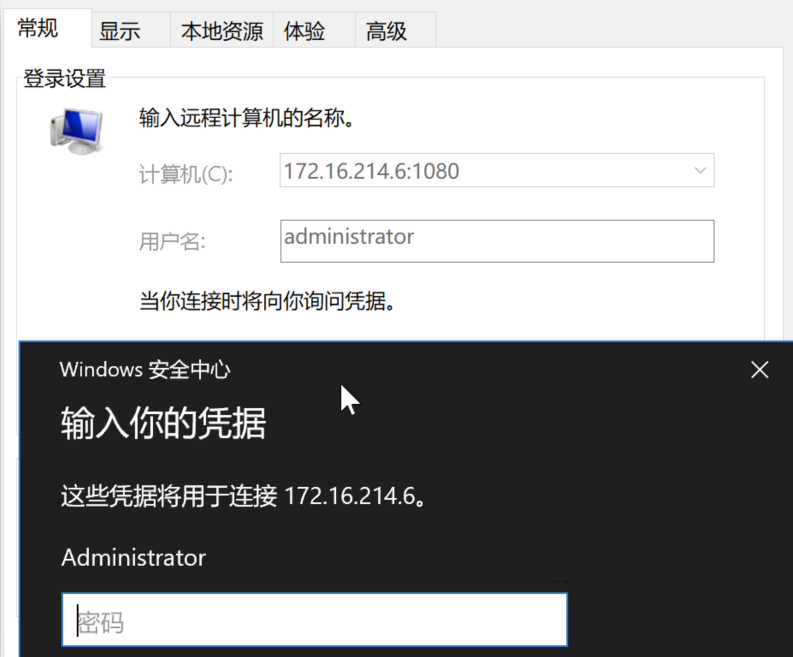 常规 显示 本地资源 体验 高级
登录设置
输入远程计算机的名称。
计算机(C): 172.16.214.6:1080
用户名: administrator
当你连接时将向你询问凭据。
Windows 安全中心
输入你的凭据
这些凭据将用于连接 172.16.214.6。
Administrator
密码